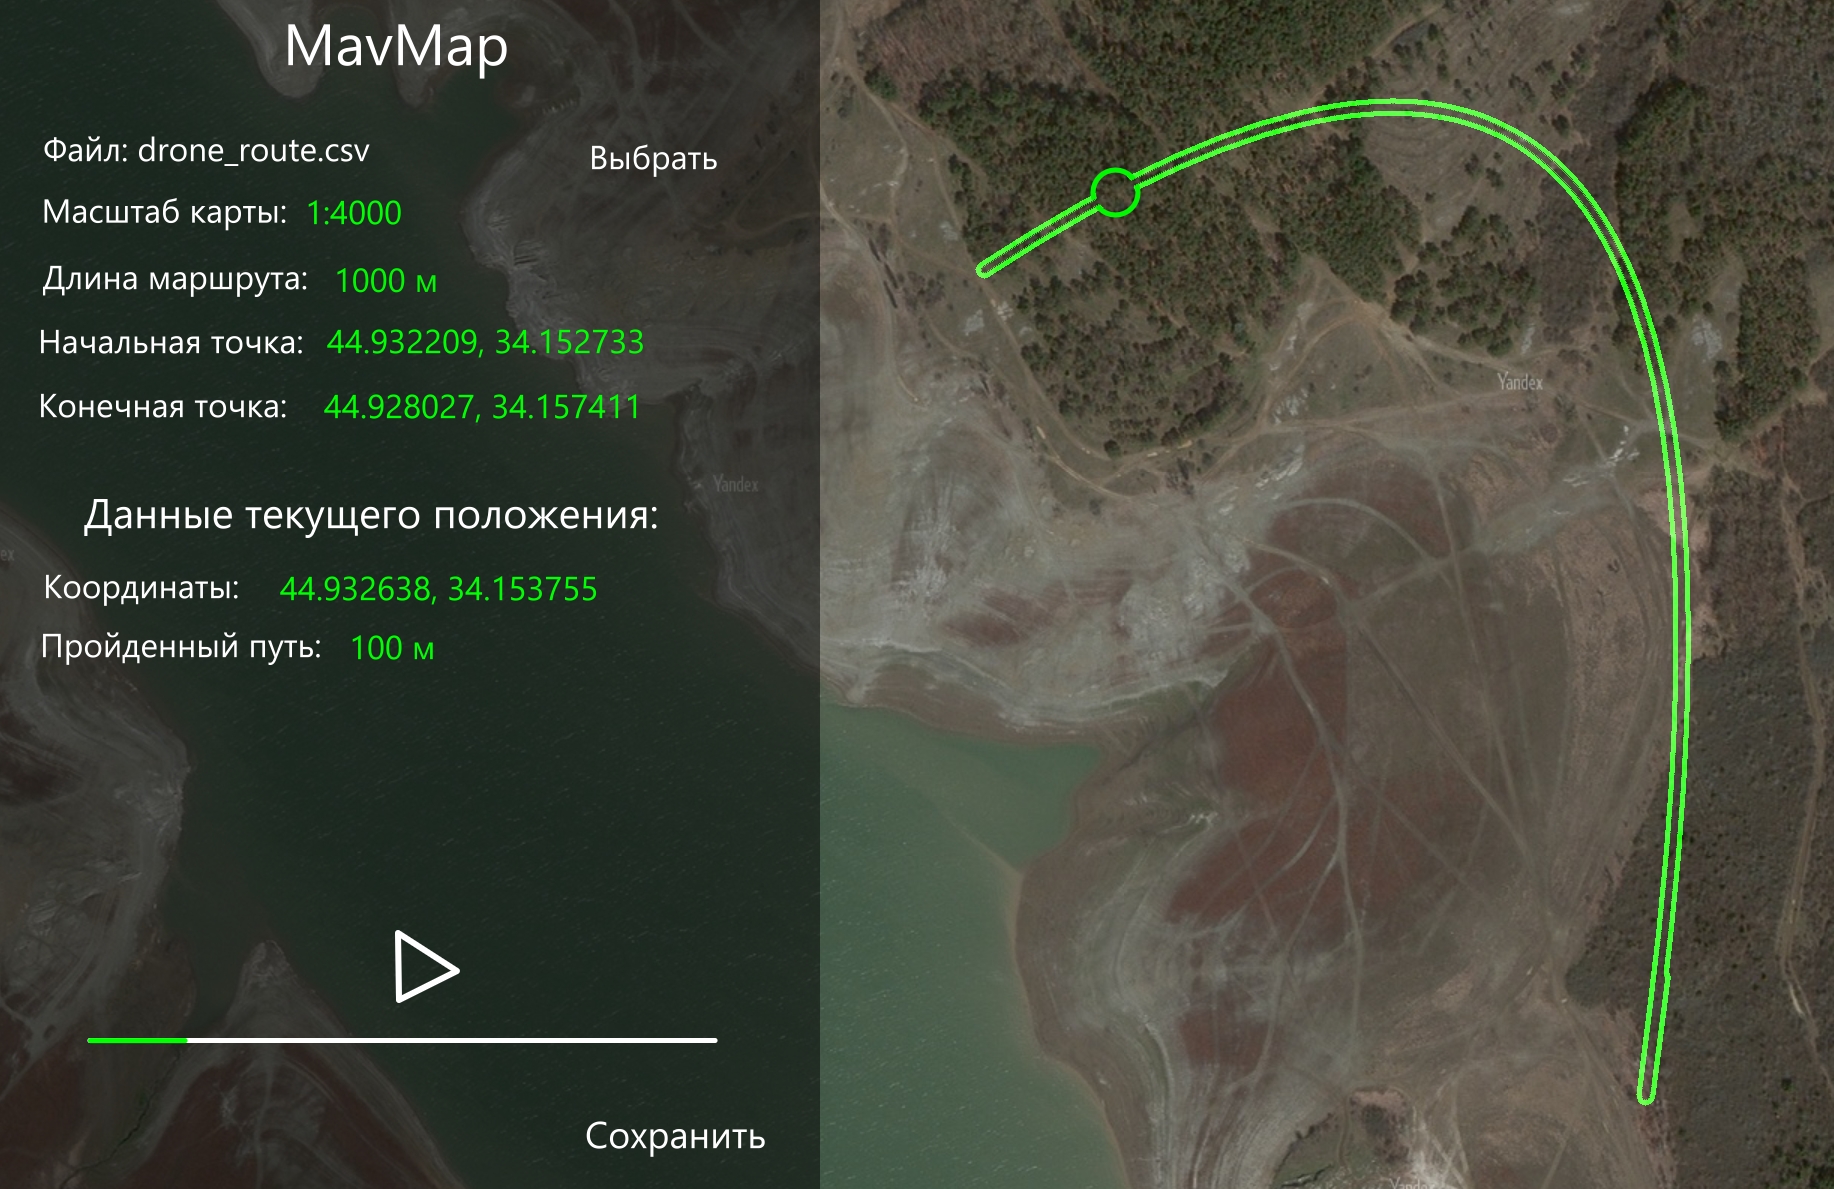 MavMap
Файл: drone_route.csv
Выбрать
Масштаб карты: 1:4000
Длина маршрута: 1000 м
Начальная точка: 44.932209, 34.152733
Конечная точка: 44.928027, 34.157411
Данные текущего положения:
Координаты: 44.932638, 34.153755
Пройденный путь: 100 м
Сохранить
Yandex
Yandex
Yandex
ex